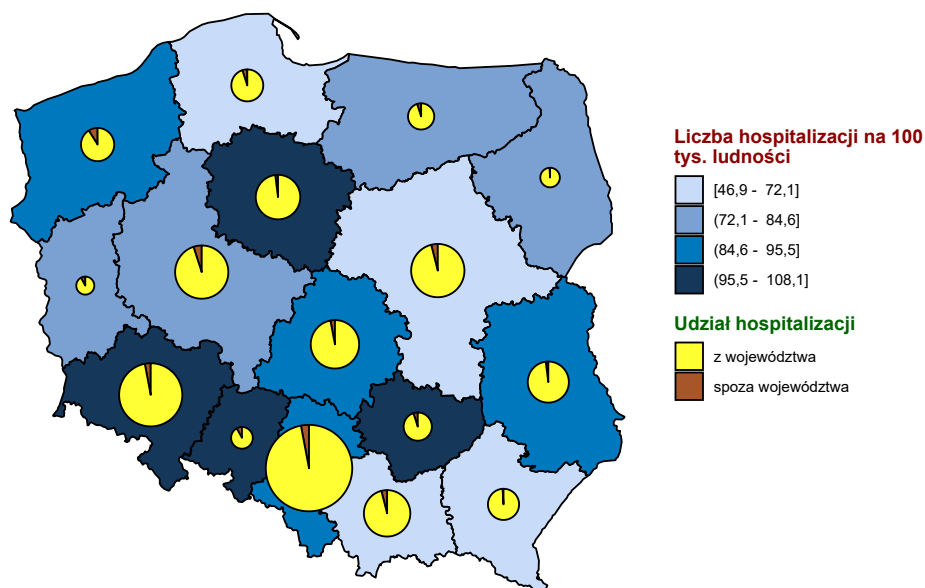 Liczba hospitalizacji na 100
tys. ludności
[46,9 - 72,1]
(72,1 - 84,6]
(84,6 - 95,5]
(95,5 - 108,1]
Udział hospitalizacji
z województwa
spoza województwa